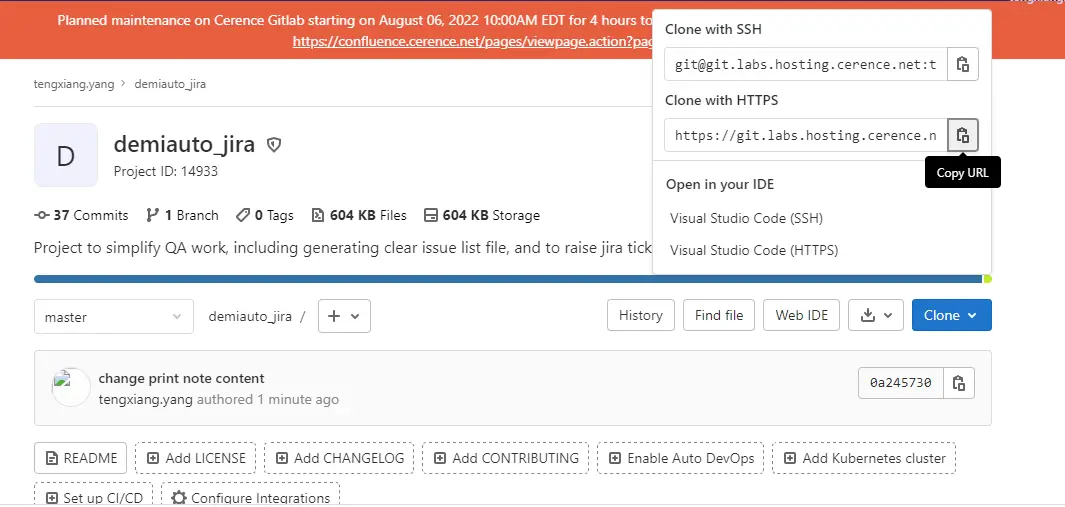 Planned maintenance on Cerence Gitlab starting on August 06, 2022 10:00AM EDT for 4 hours to
https://confluence.cerence.net/pages/viewpage.action?pag
Clone with SSH
git@git.labs.hosting.cerence.net:t
Clone with HTTPS
https://git.labs.hosting.cerence.n
Copy URL
Open in your IDE
Visual Studio Code (SSH)
Visual Studio Code (HTTPS)
tengxiang.yang > demiauto_jira
D
demiauto_jira
Project ID: 14933
37 Commits 1 Branch 0 Tags 604 KB Files 604 KB Storage
Project to simplify QA work, including generating clear issue list file, and to raise jira tick
master demiauto_jira / + History Find file Web IDE Clone
change print note content
tengxiang.yang authored 1 minute ago
0a245730
README Add LICENSE Add CHANGELOG Add CONTRIBUTING Enable Auto DevOps Add Kubernetes cluster
Set up CI/CD Configure Integrations